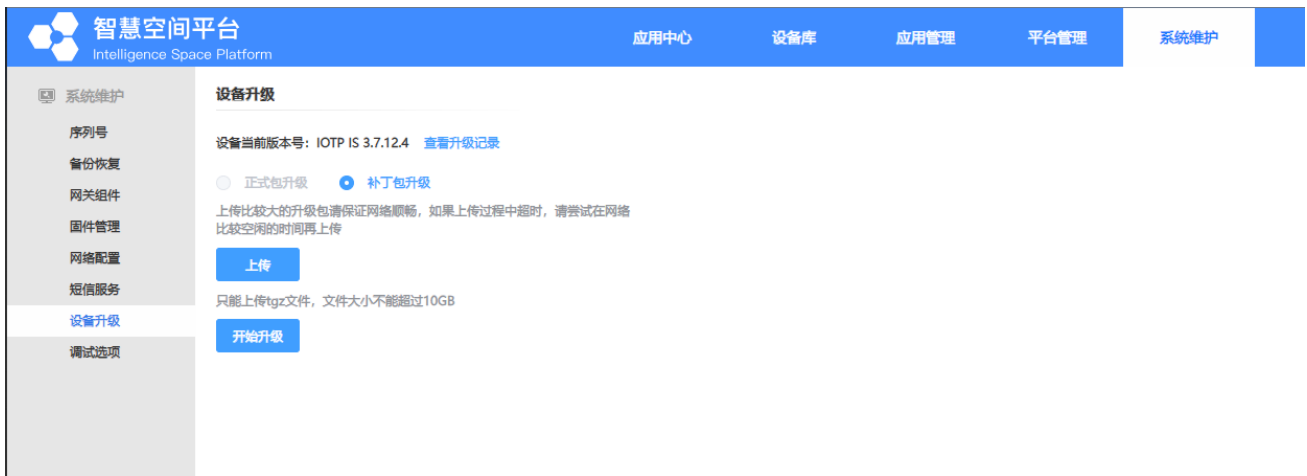 智慧空间平台
Intelligence Space Platform
应用中心 设备库 应用管理 平台管理 系统维护
系统维护
序列号
备份恢复
网关组件
固件管理
网络配置
短信服务
设备升级
调试选项
设备升级
设备当前版本号：IOTP IS 3.7.12.4 查看升级记录
正式包升级 补丁包升级
上传比较大的升级包请保证网络顺畅，如果上传过程中超时，请尝试在网络
比较空闲的时间再上传
上传
只能上传tgz文件，文件大小不能超过10GB
开始升级